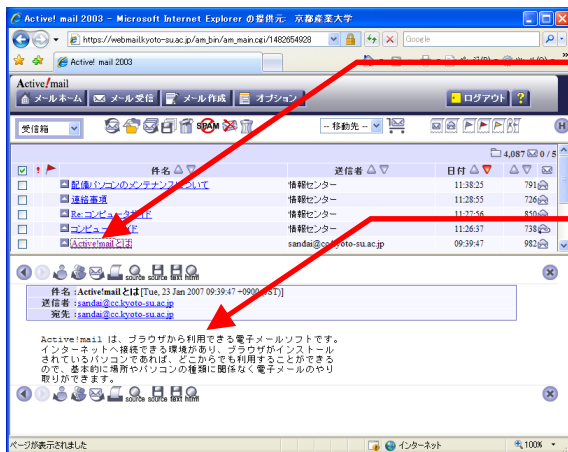 Active! mail 2003 - Microsoft Internet Explorer の提供元: 京都産業大学
https://webmail.kyoto-su.ac.jp/am_bin/am_main.cgi/1482654928
Google
Active! mail 2003
Active!mail
メールホーム メール受信 メール作成 オプション ログアウト ?
受信箱 SPAM -- 移動先 --
4,087 0 / 5
件名 送信者 日付
配備パソコンのメンテナンスについて 情報センター 11:38:25 791
連絡事項 情報センター 11:28:55 726
Re:コンピュータガイド 情報センター 11:27:56 850
コンピュータガイド 情報センター 11:26:37 738
Active!mailとは sandai@cc.kyoto-su.ac.jp 09:39:47 982
source source text html
件名 :Active!mailとは [Tue, 23 Jan 2007 09:39:47 +0900 (JST)]
送信者 :sandai@cc.kyoto-su.ac.jp
宛先 :sandai@cc.kyoto-su.ac.jp
Active!mail は、ブラウザから利用できる電子メールソフトです。
インターネットへ接続できる環境があり、ブラウザがインストール
されているパソコンであれば、どこからでも利用することができる
ので、基本的に場所やパソコンの種類に関係なく電子メールのやり
取りができます。
source source text html
ページが表示されました インターネット 100%